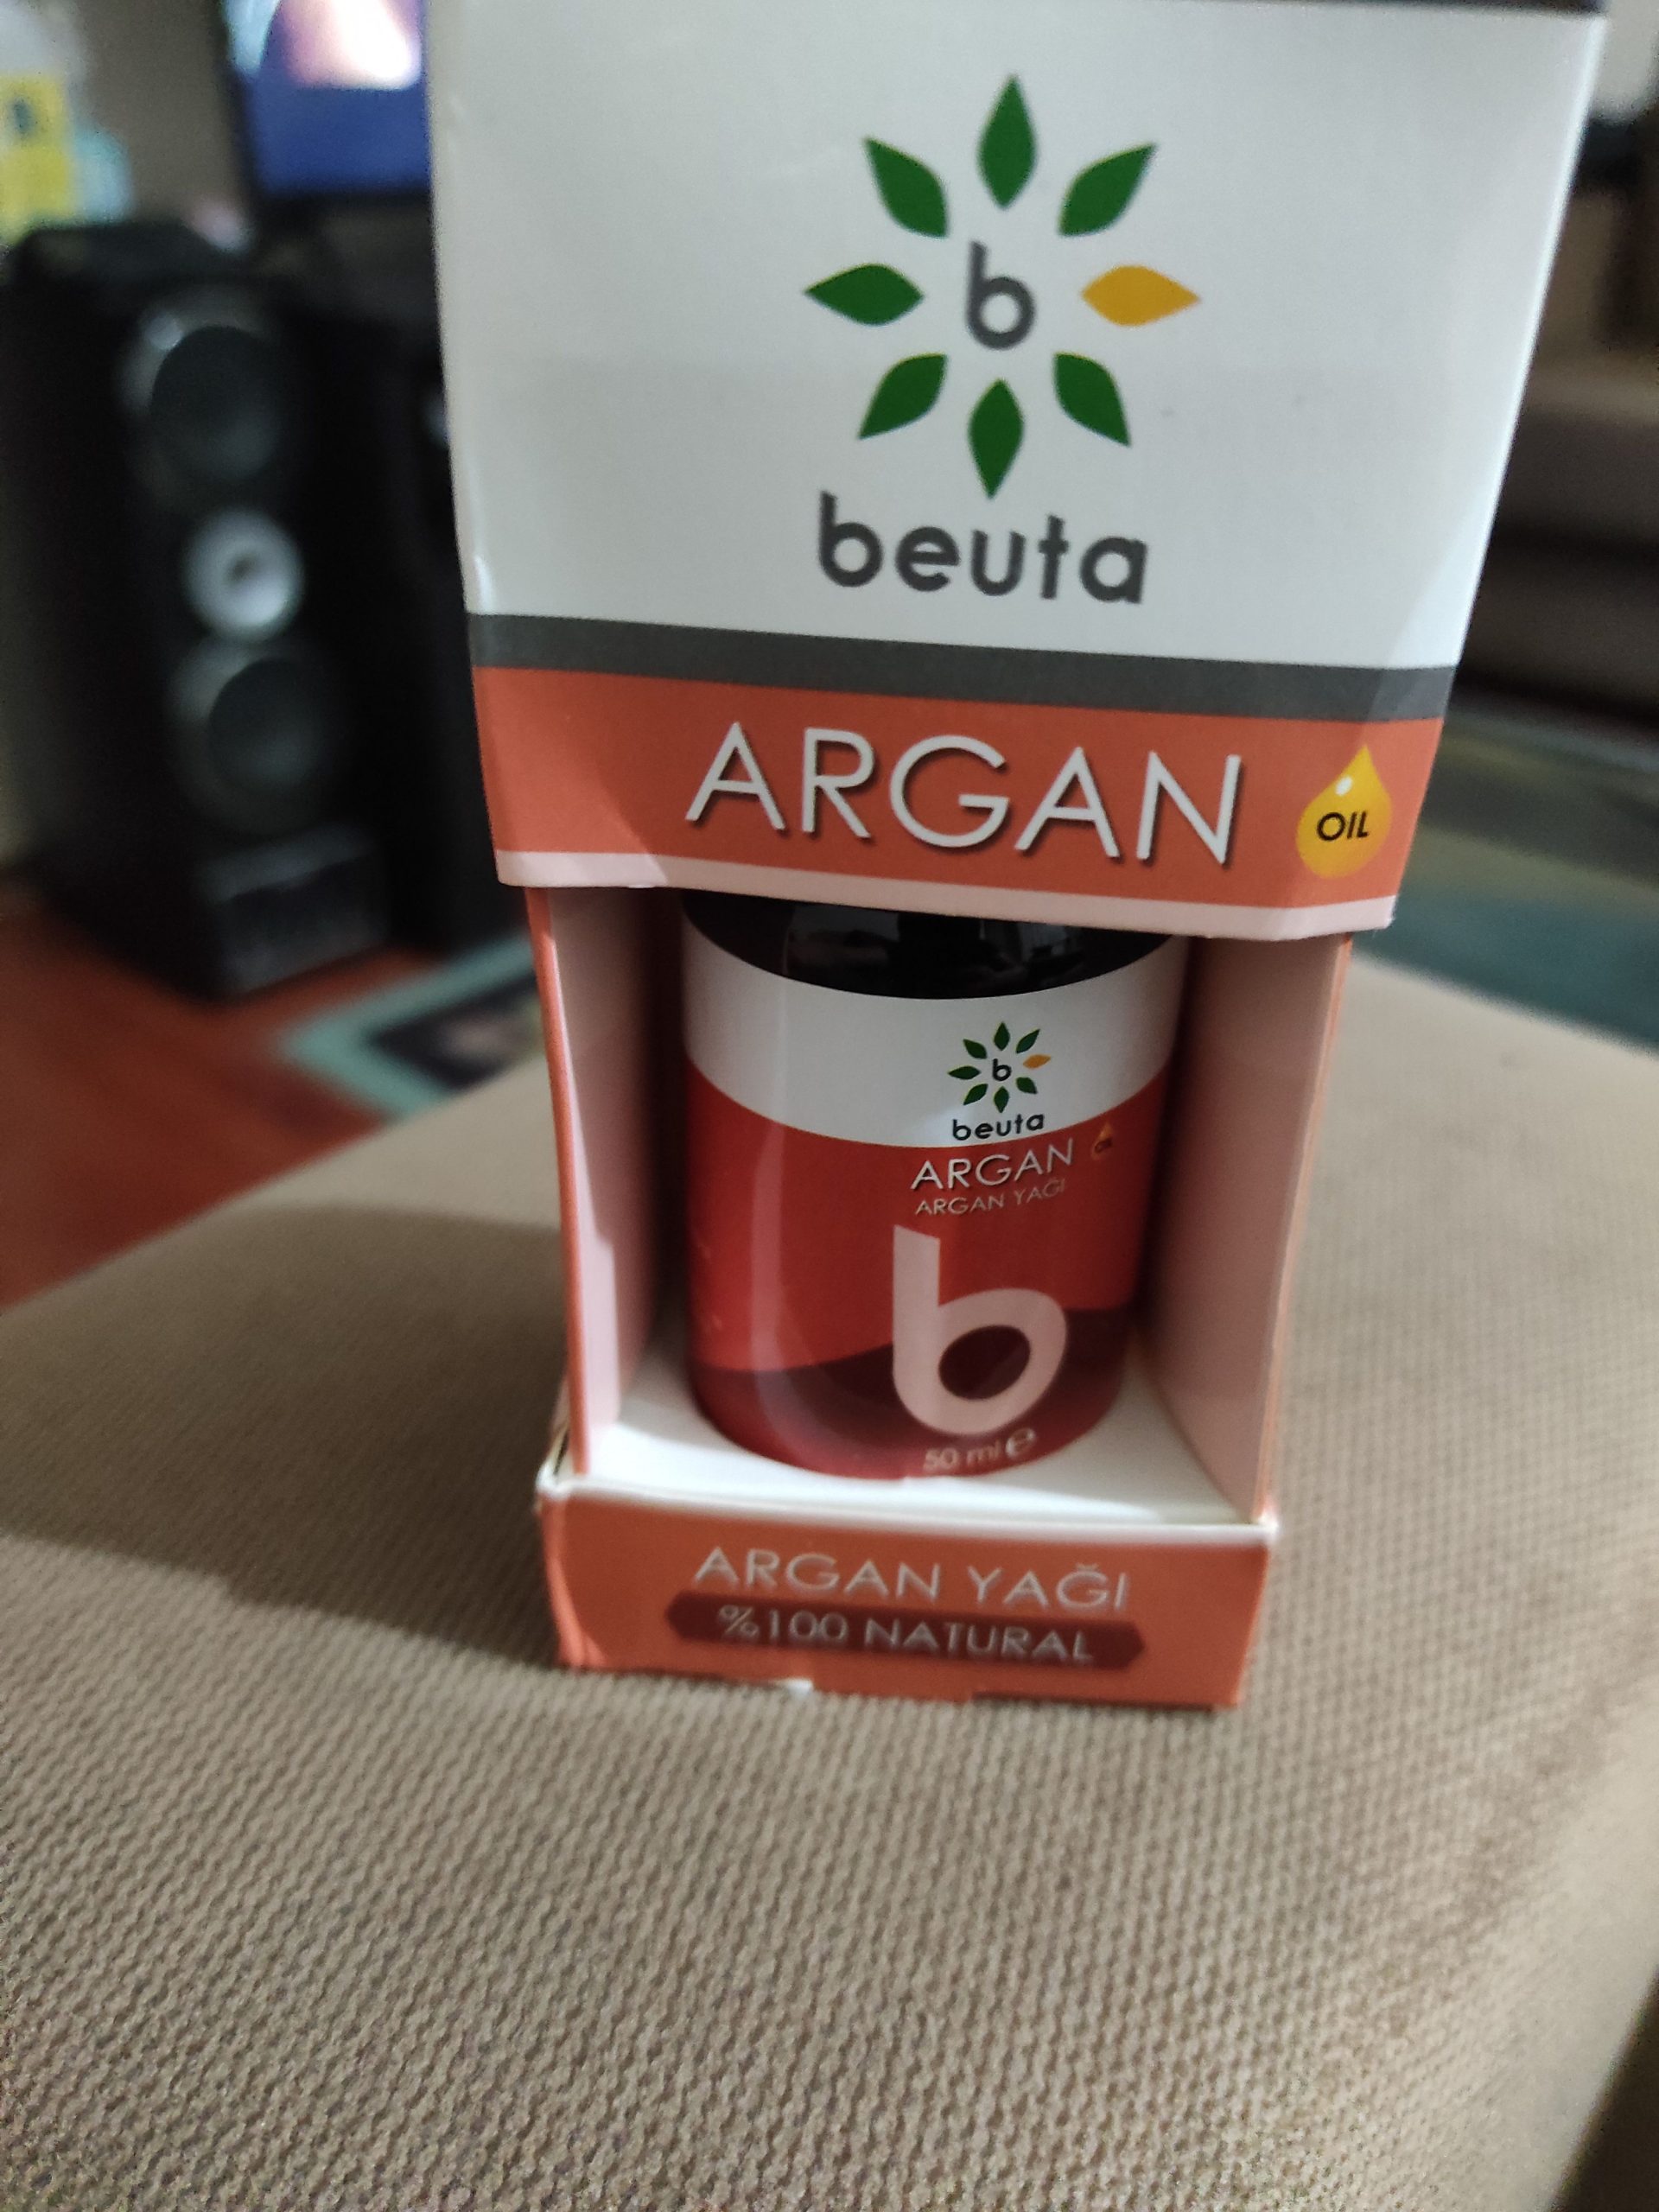 b
beuta
ARGAN
OIL
b
beuta
ARGAN
ARGAN YAĞI
b
50 ml ℮
ARGAN YAĞI
%100 NATURAL